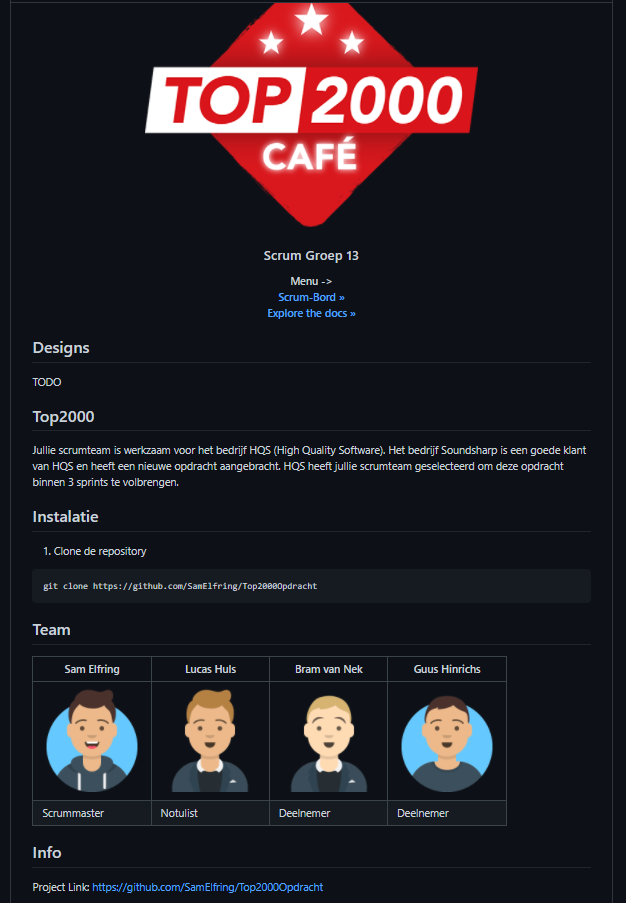 TOP 2000
CAFÉ
Scrum Groep 13
Menu ->
Scrum-Bord »
Explore the docs »
Designs
TODO
Top2000
Jullie scrumteam is werkzaam voor het bedrijf HQS (High Quality Software). Het bedrijf Soundsharp is een goede klant
van HQS en heeft een nieuwe opdracht aangebracht. HQS heeft jullie scrumteam geselecteerd om deze opdracht
binnen 3 sprints te volbrengen.
Instalatie
1. Clone de repository
git clone https://github.com/SamElfring/Top2000Opdracht
Team
Sam Elfring Lucas Huls Bram van Nek Guus Hinrichs
Scrummaster Notulist Deelnemer Deelnemer
Info
Project Link: https://github.com/SamElfring/Top2000Opdracht